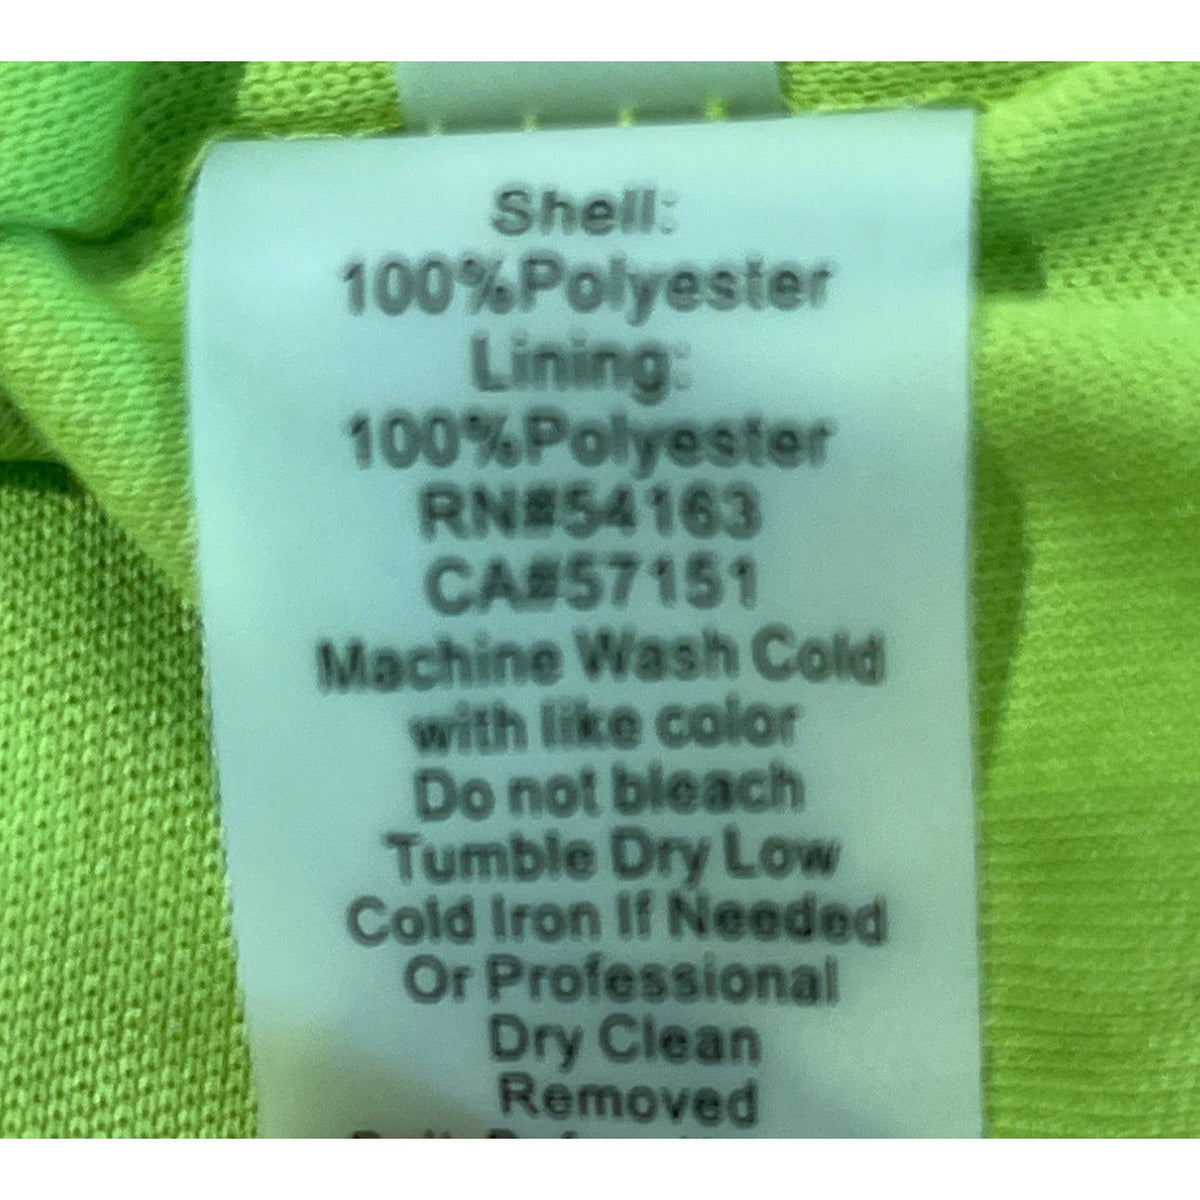 Shell:
100%Polyester
Lining:
100%Polyester
RN#54163
CA#57151
Machine Wash Cold
with like color
Do not bleach
Tumble Dry Low
Cold Iron If Needed
Or Professional
Dry Clean
Removed